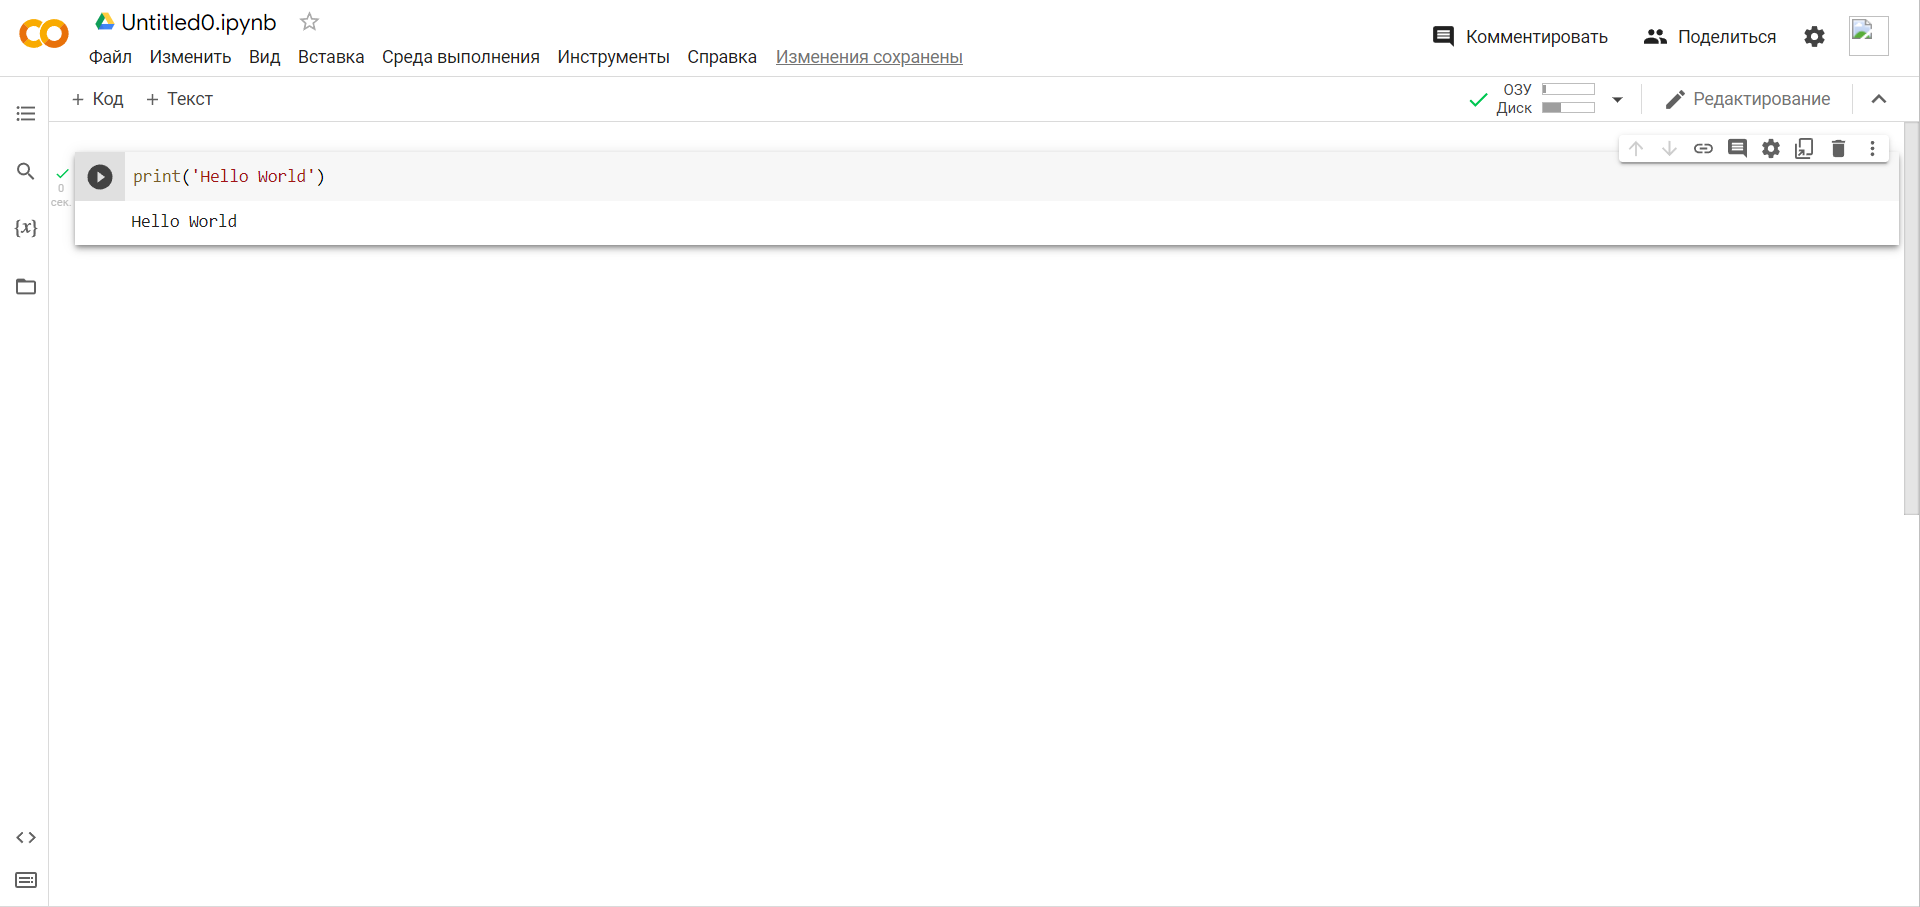 Untitled0.ipynb
Файл Изменить Вид Вставка Среда выполнения Инструменты Справка Изменения сохранены
Комментировать Поделиться
+ Код + Текст
ОЗУ
Диск
Редактирование
print('Hello World')
0
сек.
Hello World
{x}